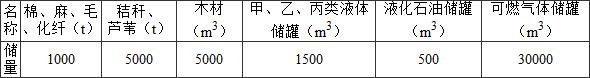 名称 棉、麻、毛、化纤（t） 秸秆、芦苇（t） 木材（m³） 甲、乙、丙类液体储罐（m³） 液化石油储罐（m³） 可燃气体储罐（m³）
储量 1000 5000 5000 1500 500 30000